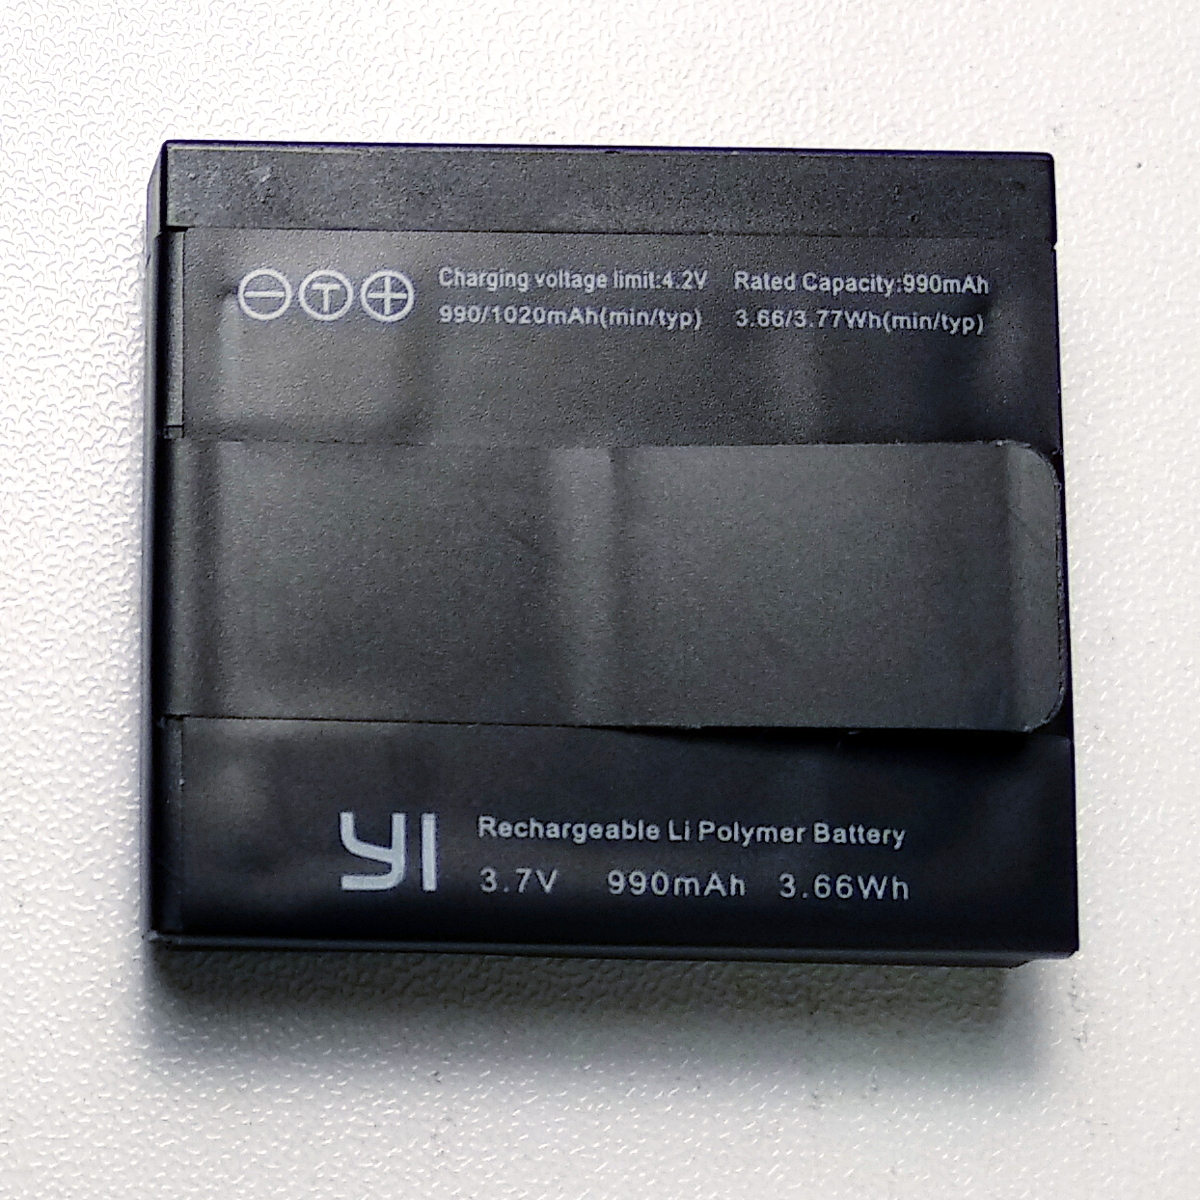 − T + Charging voltage limit:4.2V Rated Capacity:990mAh
990/1020mAh(min/typ) 3.66/3.77Wh(min/typ)
YI Rechargeable Li Polymer Battery
3.7V 990mAh 3.66Wh